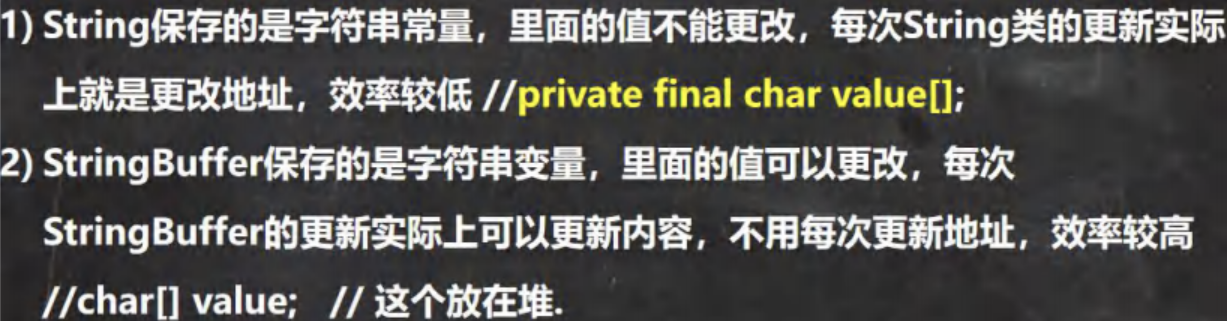 1) String保存的是字符串常量，里面的值不能更改，每次String类的更新实际
上就是更改地址，效率较低 //private final char value[];
2) StringBuffer保存的是字符串变量，里面的值可以更改，每次
StringBuffer的更新实际上可以更新内容，不用每次更新地址，效率较高
//char[] value; // 这个放在堆.